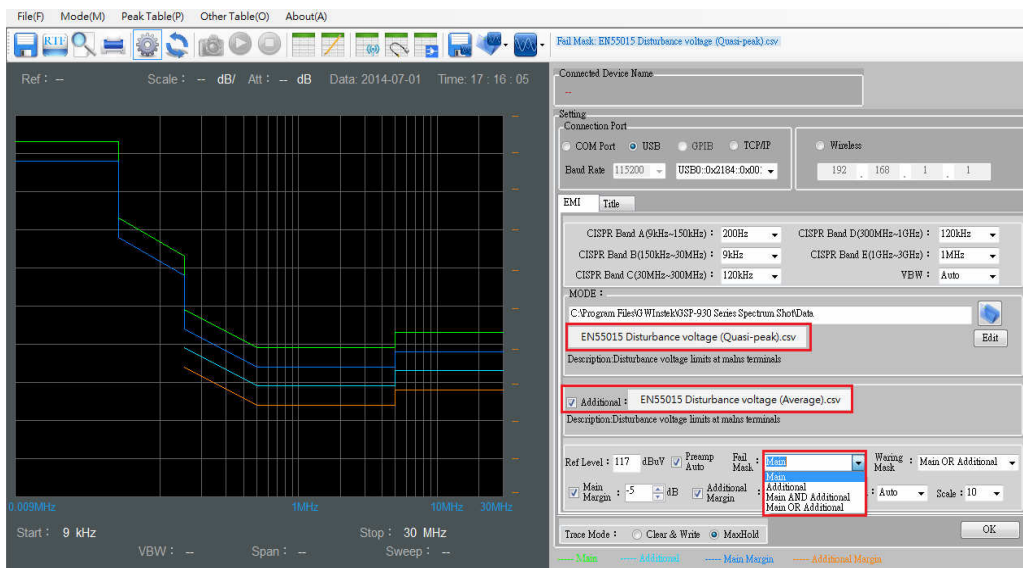 File(F) Mode(M) Peak Table(P) Other Table(O) About(A)
RTF
Fail Mask: EN55015 Disturbance voltage (Quasi-peak).csv
Ref : -- Scale : -- dB/ Att : -- dB Data: 2014-07-01 Time: 17 : 16 : 05
Connected Device Name
--
Setting
Connection Port
COM Port USB GPIB TCP/IP
Wireless
Baud Rate 115200 USB0::0x2184::0x00:
192 . 168 . 1 . 1
EMI Title
CISPR Band A(9kHz~150kHz) : 200Hz CISPR Band D(300MHz~1GHz) : 120kHz
CISPR Band B(150kHz~30MHz) : 9kHz CISPR Band E(1GHz~3GHz) : 1MHz
CISPR Band C(30MHz~300MHz) : 120kHz VBW : Auto
MODE :
C:\Program Files\GWInstek\GSP-930 Series Spectrum Shot\Data
EN55015 Disturbance voltage (Quasi-peak).csv
Edit
Description:Disturbance voltage limits at malns terminals
Additional : EN55015 Disturbance voltage (Average).csv
Description:Disturbance voltage limits at malns terminals
Ref Level : 117 dBuV Preamp Auto Fail Mask : Main Waring Mask : Main OR Additional
Main
Additional
Main AND Additional
Main OR Additional
Main Margin : -5 dB Additional Margin : : Auto Scale : 10
Trace Mode : Clear & Write MaxHold
OK
----- Main ----- Additional ----- Main Margin ----- Additional Margin
0.009MHz 1MHz 10MHz 30MHz
Start : 9 kHz Stop : 30 MHz
VBW : -- Span : -- Sweep : --